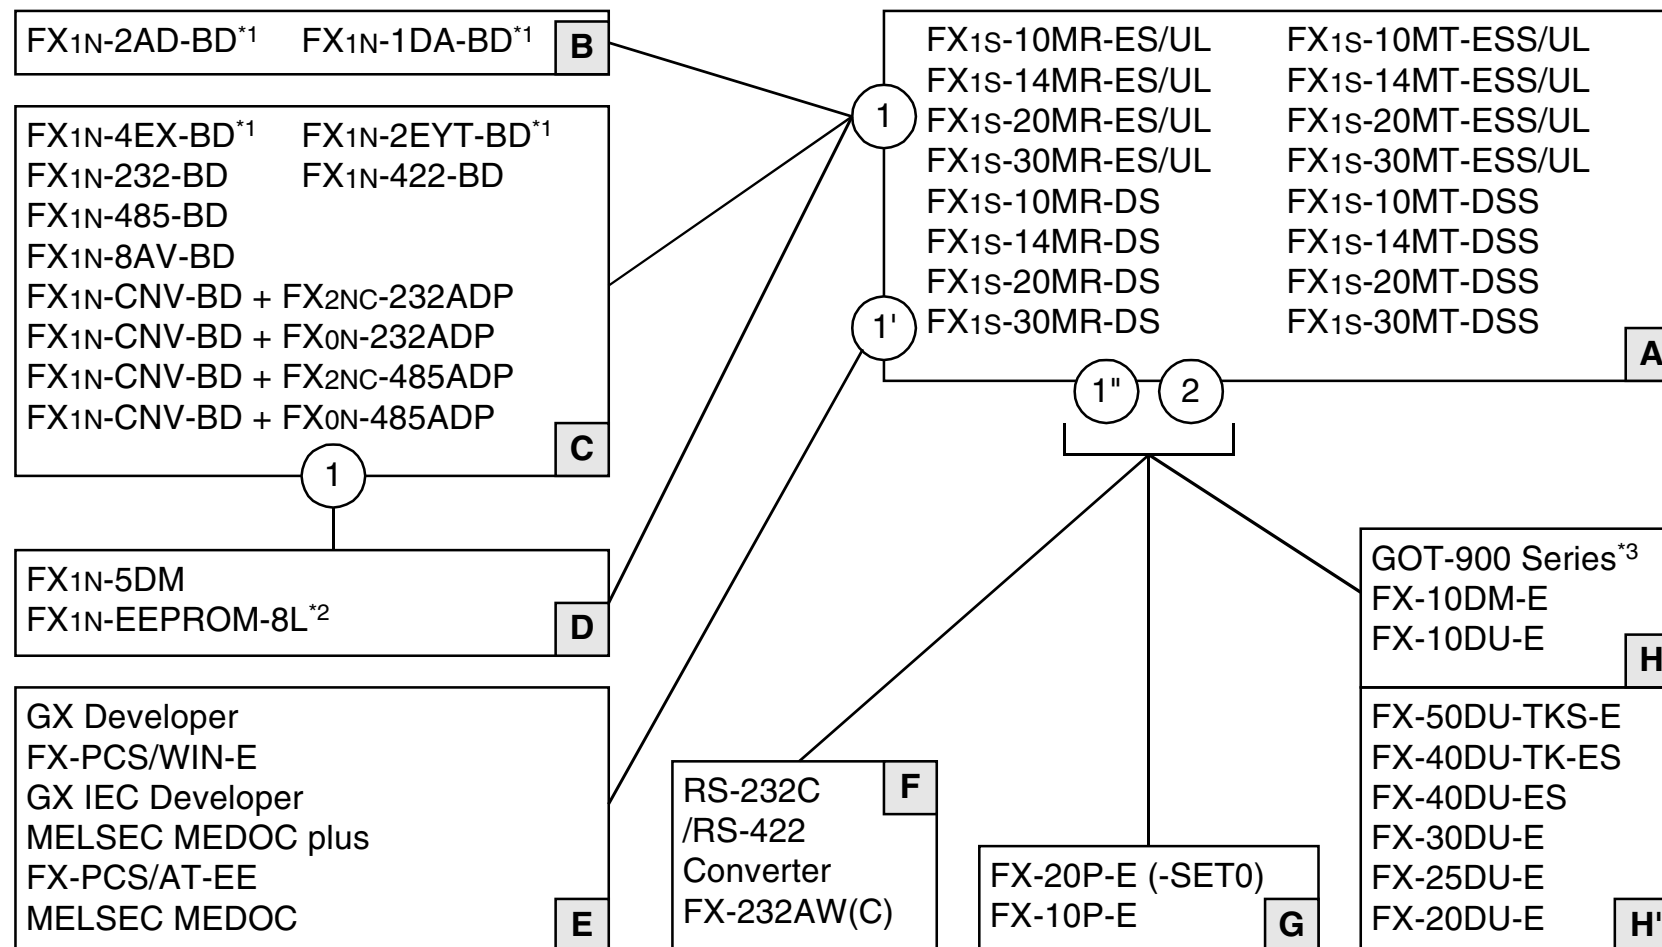 FX1N-2AD-BD*1 FX1N-1DA-BD*1
B
FX1N-4EX-BD*1 FX1N-2EYT-BD*1
FX1N-232-BD FX1N-422-BD
FX1N-485-BD
FX1N-8AV-BD
FX1N-CNV-BD + FX2NC-232ADP
FX1N-CNV-BD + FX0N-232ADP
FX1N-CNV-BD + FX2NC-485ADP
FX1N-CNV-BD + FX0N-485ADP
C
1
FX1N-5DM
FX1N-EEPROM-8L*2
D
GX Developer
FX-PCS/WIN-E
GX IEC Developer
MELSEC MEDOC plus
FX-PCS/AT-EE
MELSEC MEDOC
E
1
1'
FX1S-10MR-ES/UL FX1S-10MT-ESS/UL
FX1S-14MR-ES/UL FX1S-14MT-ESS/UL
FX1S-20MR-ES/UL FX1S-20MT-ESS/UL
FX1S-30MR-ES/UL FX1S-30MT-ESS/UL
FX1S-10MR-DS FX1S-10MT-DSS
FX1S-14MR-DS FX1S-14MT-DSS
FX1S-20MR-DS FX1S-20MT-DSS
FX1S-30MR-DS FX1S-30MT-DSS
A
1" 2
RS-232C
/RS-422
Converter
FX-232AW(C)
F
FX-20P-E (-SET0)
FX-10P-E
G
GOT-900 Series*3
FX-10DM-E
FX-10DU-E
H
FX-50DU-TKS-E
FX-40DU-TK-ES
FX-40DU-ES
FX-30DU-E
FX-25DU-E
FX-20DU-E
H'